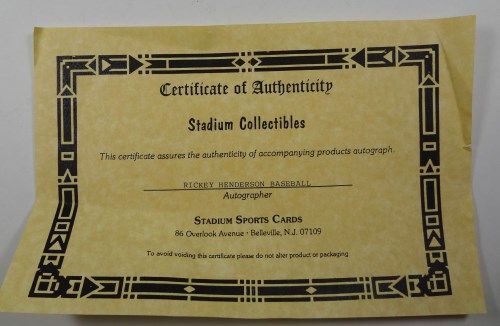 Certificate of Authenticity
Stadium Collectibles
This certificate assures the authenticity of accompanying products autograph.
RICKEY HENDERSON BASEBALL
Autographer
STADIUM SPORTS CARDS
86 Overlook Avenue • Belleville, N.J. 07109
To avoid voiding this certificate please do not alter product or packaging